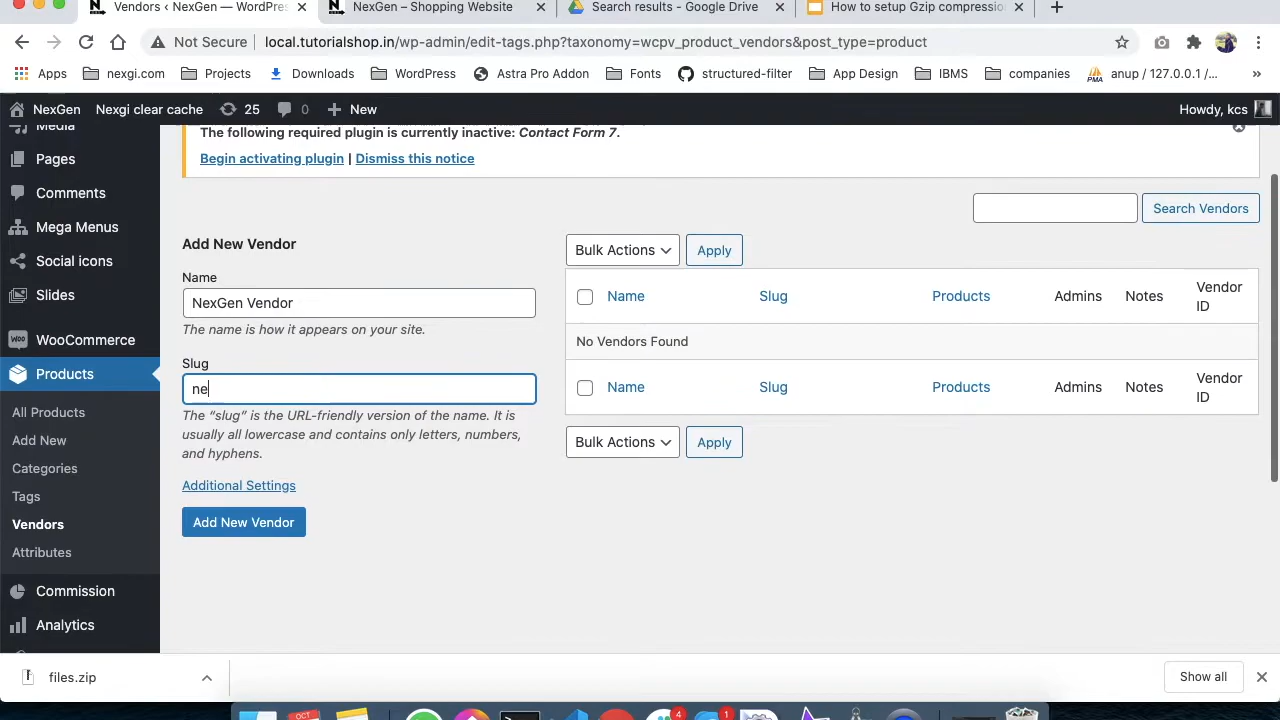 Vendors ‹ NexGen — WordPress
NexGen – Shopping Website
Search results - Google Drive
How to setup Gzip compressio
Not Secure
local.tutorialshop.in/wp-admin/edit-tags.php?taxonomy=wcpv_product_vendors&post_type=product
Apps
nexgi.com
Projects
Downloads
WordPress
Astra Pro Addon
Fonts
structured-filter
App Design
IBMS
companies
anup / 127.0.0.1 /...
NexGen
Nexgi clear cache
25
0
New
Howdy, kcs
Media
Pages
Comments
Mega Menus
Social icons
Slides
WooCommerce
Products
All Products
Add New
Categories
Tags
Vendors
Attributes
Commission
Analytics
The following required plugin is currently inactive: Contact Form 7.
Begin activating plugin | Dismiss this notice
Search Vendors
Add New Vendor
Name
NexGen Vendor
The name is how it appears on your site.
Slug
ne
The “slug” is the URL-friendly version of the name. It is
usually all lowercase and contains only letters, numbers,
and hyphens.
Additional Settings
Add New Vendor
Bulk Actions
Apply
Name
Slug
Products
Admins
Notes
Vendor
ID
No Vendors Found
Name
Slug
Products
Admins
Notes
Vendor
ID
Bulk Actions
Apply
files.zip
Show all
OCT
4
1